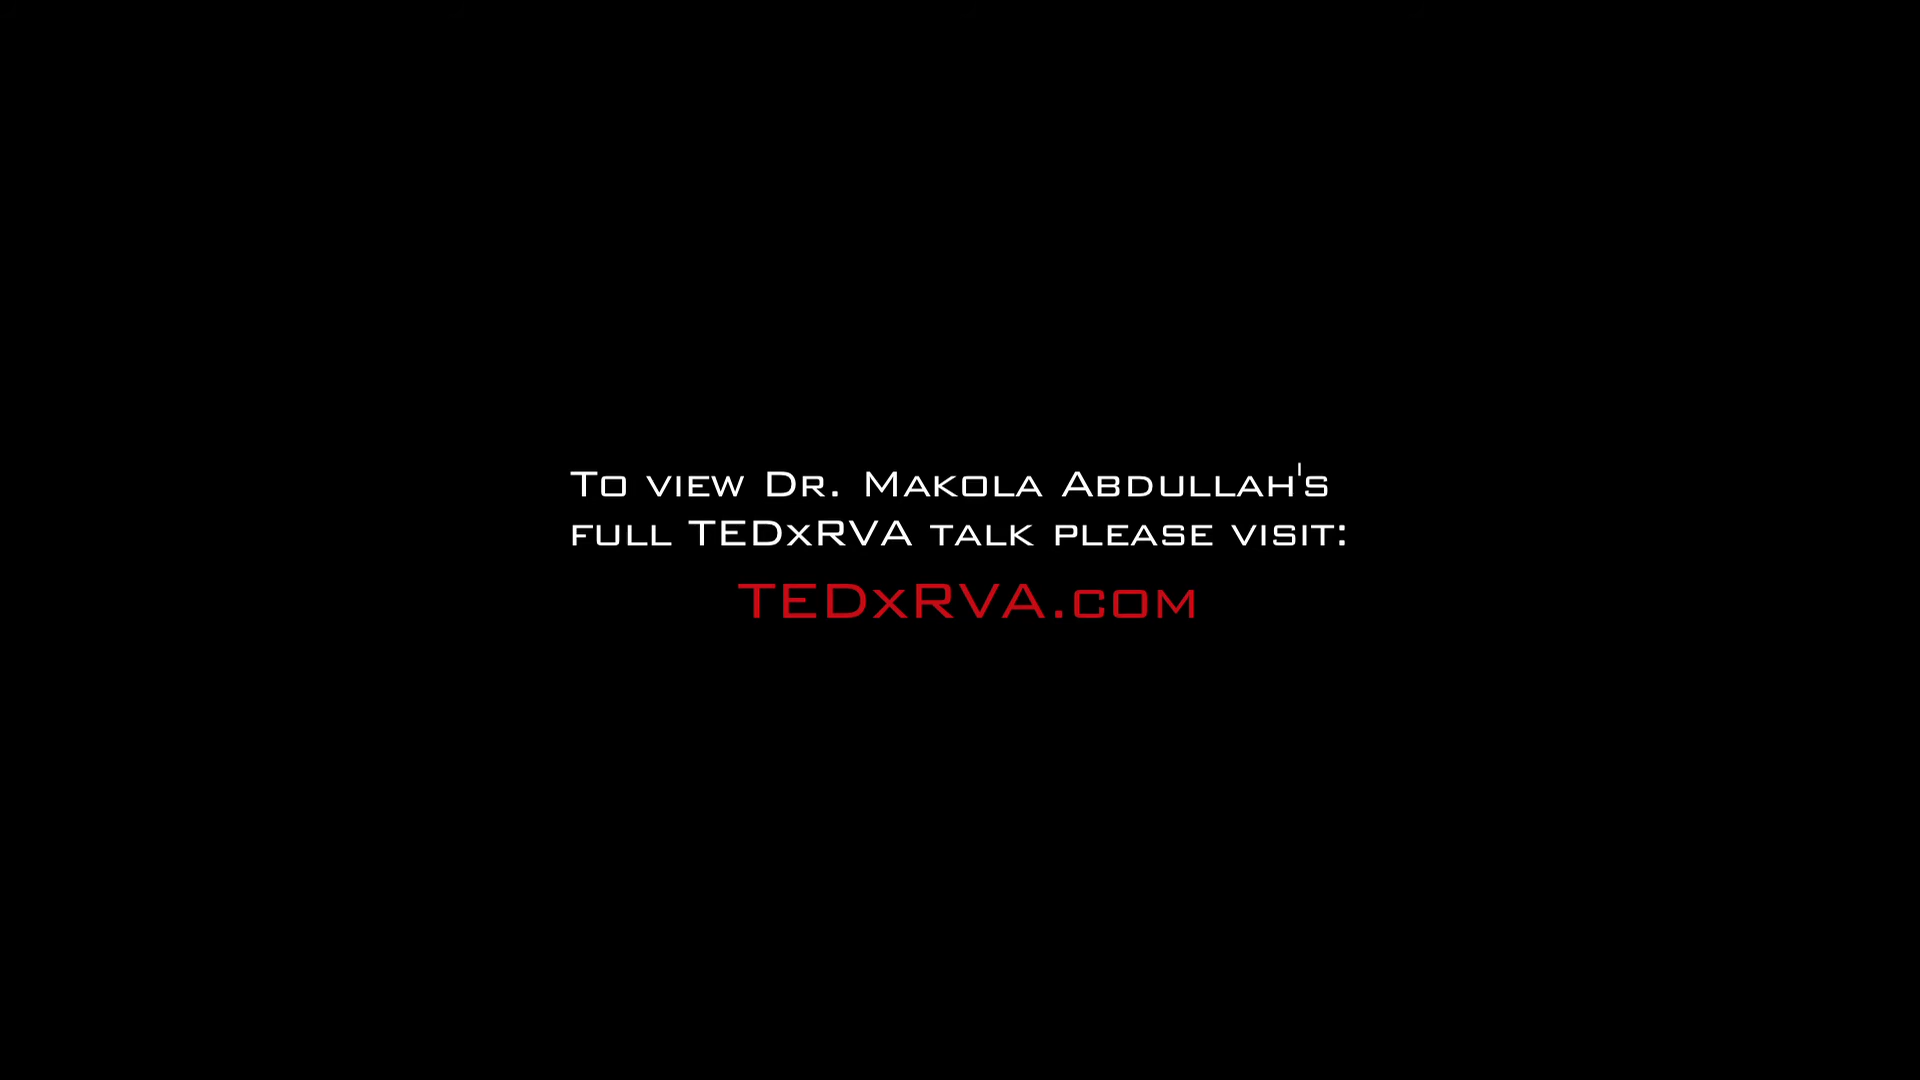 To view Dr. Makola Abdullah's
full TEDxRVA talk please visit:
TEDxRVA.com